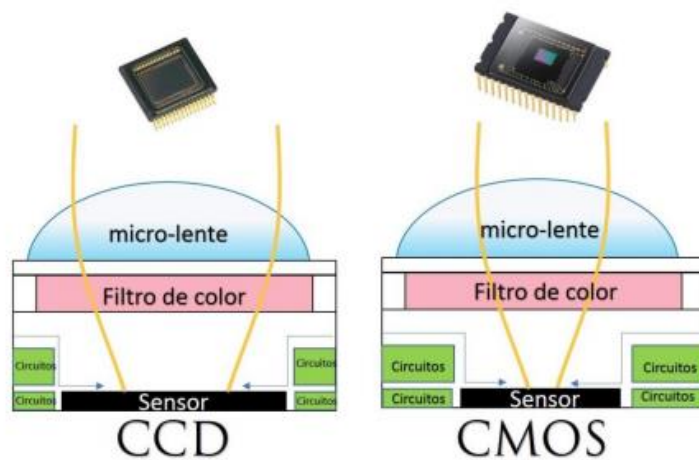 micro-lente
Filtro de color
Circuitos
Circuitos
Circuitos
Circuitos
Sensor
CCD
micro-lente
Filtro de color
Circuitos
Circuitos
Circuitos
Circuitos
Sensor
CMOS